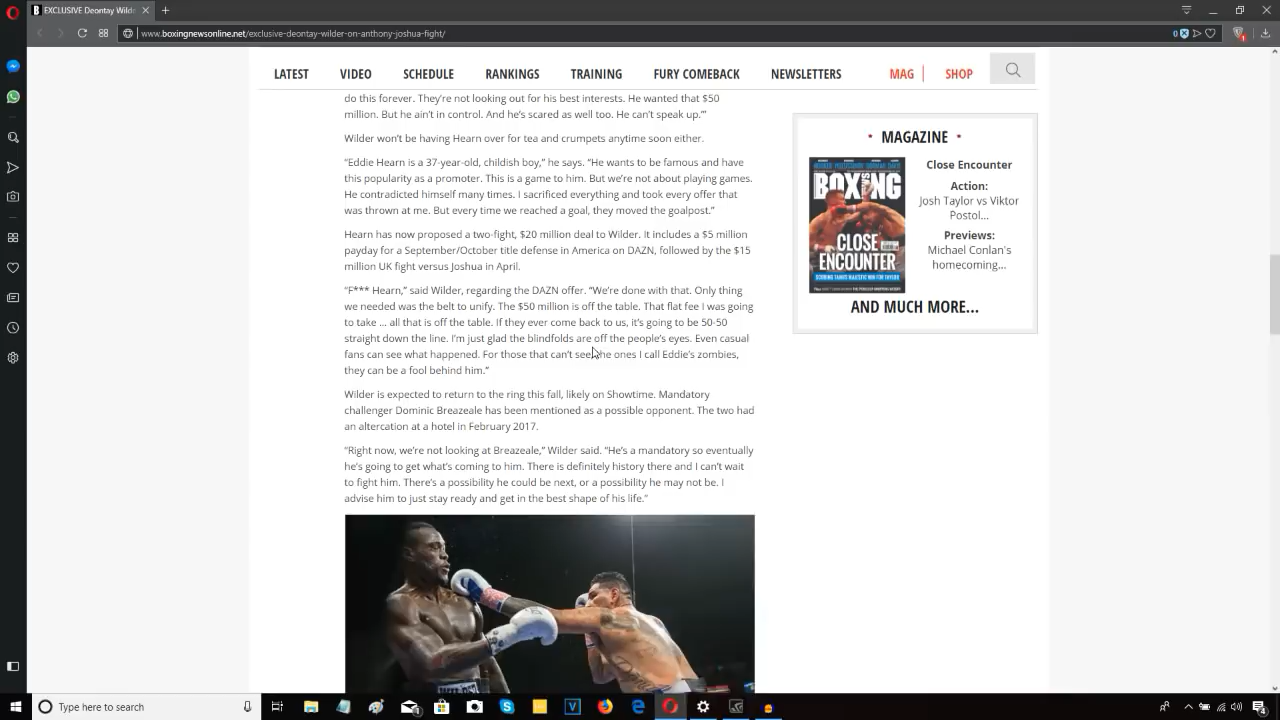 EXCLUSIVE Deontay Wild
www.boxingnewsonline.net/exclusive-deontay-wilder-on-anthony-joshua-fight/
0
LATEST VIDEO SCHEDULE RANKINGS TRAINING FURY COMEBACK NEWSLETTERS MAG SHOP
do this forever. They're not looking out for his best interests. He wanted that $50
million. But he ain't in control. And he's scared as well too. He can't speak up.'"
Wilder won't be having Hearn over for tea and crumpets anytime soon either.
“Eddie Hearn is a 37-year-old, childish boy,” he says. “He wants to be famous and have
this popularity as a promoter. This is a game to him. But we're not about playing games.
He contradicted himself many times. I sacrificed everything and took every offer that
was thrown at me. But every time we reached a goal, they moved the goalpost.”
Hearn has now proposed a two-fight, $20 million deal to Wilder. It includes a $5 million
payday for a September/October title defense in America on DAZN, followed by the $15
million UK fight versus Joshua in April.
“F*** Hearn,” said Wilder, regarding the DAZN offer. “We're done with that. Only thing
we needed was the belt to unify. The $50 million is off the table. That flat fee I was going
to take ... all that is off the table. If they ever come back to us, it's going to be 50-50
straight down the line. I'm just glad the blindfolds are off the people's eyes. Even casual
fans can see what happened. For those that can't see, the ones I call Eddie's zombies,
they can be a fool behind him.”
Wilder is expected to return to the ring this fall, likely on Showtime. Mandatory
challenger Dominic Breazeale has been mentioned as a possible opponent. The two had
an altercation at a hotel in February 2017.
“Right now, we're not looking at Breazeale,” Wilder said. “He's a mandatory so eventually
he's going to get what's coming to him. There is definitely history there and I can't wait
to fight him. There's a possibility he could be next, or a possibility he may not be. I
advise him to just stay ready and get in the best shape of his life.”
MAGAZINE
BOXING
NEWS
CLOSE
ENCOUNTER
Close Encounter
Action:
Josh Taylor vs Viktor
Postol...
Previews:
Michael Conlan's
homecoming...
AND MUCH MORE...
Type here to search